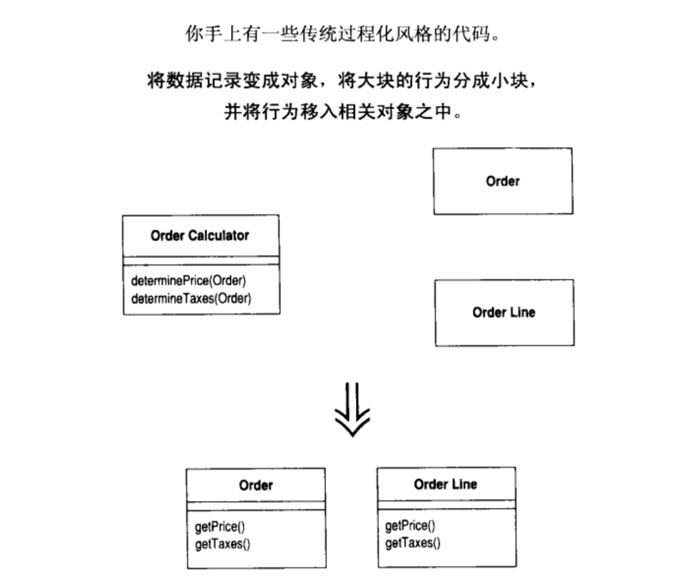 你手上有一些传统过程化风格的代码。
将数据记录变成对象，将大块的行为分成小块，
并将行为移入相关对象之中。
Order
Order Calculator
determinePrice(Order)
determineTaxes(Order)
Order Line
Order
getPrice()
getTaxes()
Order Line
getPrice()
getTaxes()